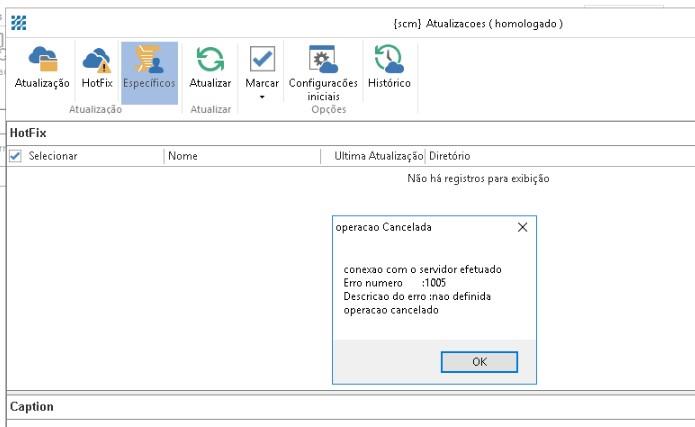 {scm} Atualizacoes ( homologado )
Atualização HotFix Específicos Atualizar Marcar Configuracões iniciais Histórico
Atualização Atualizar Opções
HotFix
Selecionar Nome Ultima Atualização Diretório
Não há registros para exibição
operacao Cancelada
conexao com o servidor efetuado
Erro numero :1005
Descricao do erro :nao definida
operacao cancelado
OK
Caption